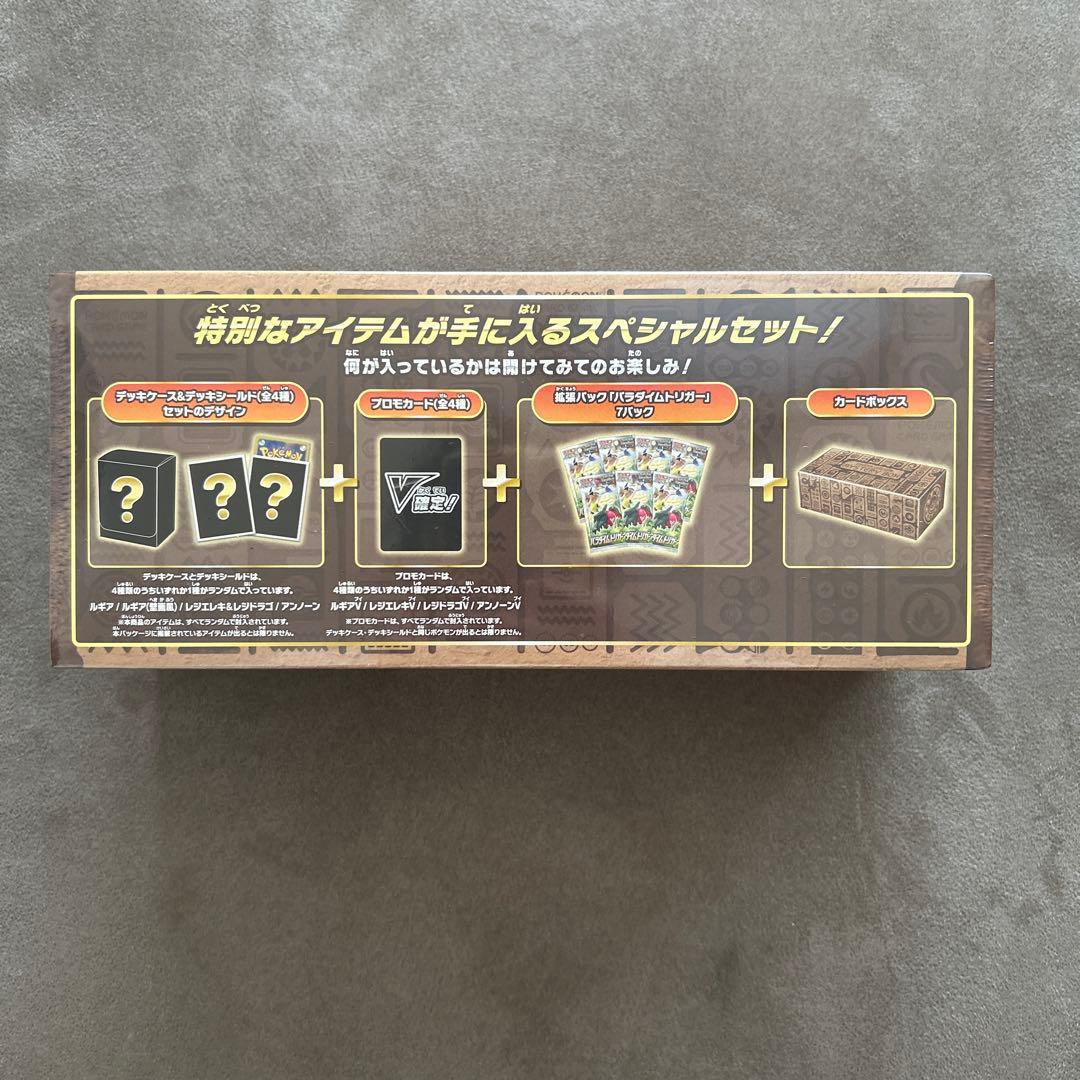 特別なアイテムが手に入るスペシャルセット!
何が入っているかは開けてみてのお楽しみ!
デッキケース&デッキシールド(全4種)
セットのデザイン
プロモカード(全4種)
拡張パック「パラダイムトリガー」
7パック
カードボックス
?
?
?
POKÉMON
V
確定!!
パラダイムトリガー
デッキケースとデッキシールドは、
4種類のうちいずれか1種がランダムで入っています。
ルギア/ルギア(壁画風)/レジエレキ&レジドラゴ/アンノーン
※本商品のアイテムは、すべてランダムで封入されています。
本パッケージに掲載されているアイテムが出るとは限りません。
プロモカードは、
4種類のうちいずれか1種がランダムで入っています。
ルギアV/レジエレキV/レジドラゴV/アンノーンV
※プロモカードは、すべてランダムで封入されています。
デッキケース・デッキシールドと同じポケモンが出るとは限りません。